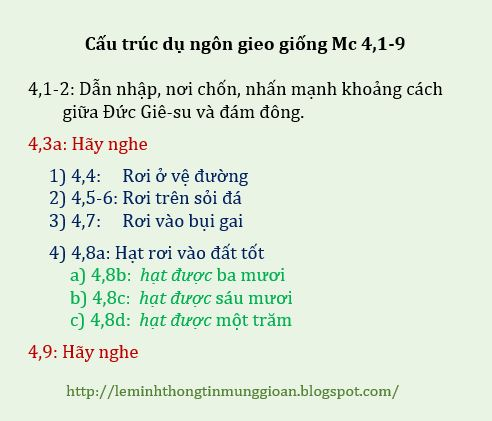 Cấu trúc dụ ngôn gieo giống Mc 4,1-9
4,1-2: Dẫn nhập, nơi chốn, nhấn mạnh khoảng cách
giữa Đức Giê-su và đám đông.
4,3a: Hãy nghe
1) 4,4: Rơi ở vệ đường
2) 4,5-6: Rơi trên sỏi đá
3) 4,7: Rơi vào bụi gai
4) 4,8a: Hạt rơi vào đất tốt
a) 4,8b: hạt được ba mươi
b) 4,8c: hạt được sáu mươi
c) 4,8d: hạt được một trăm
4,9: Hãy nghe
http://leminhthongtinmunggioan.blogspot.com/